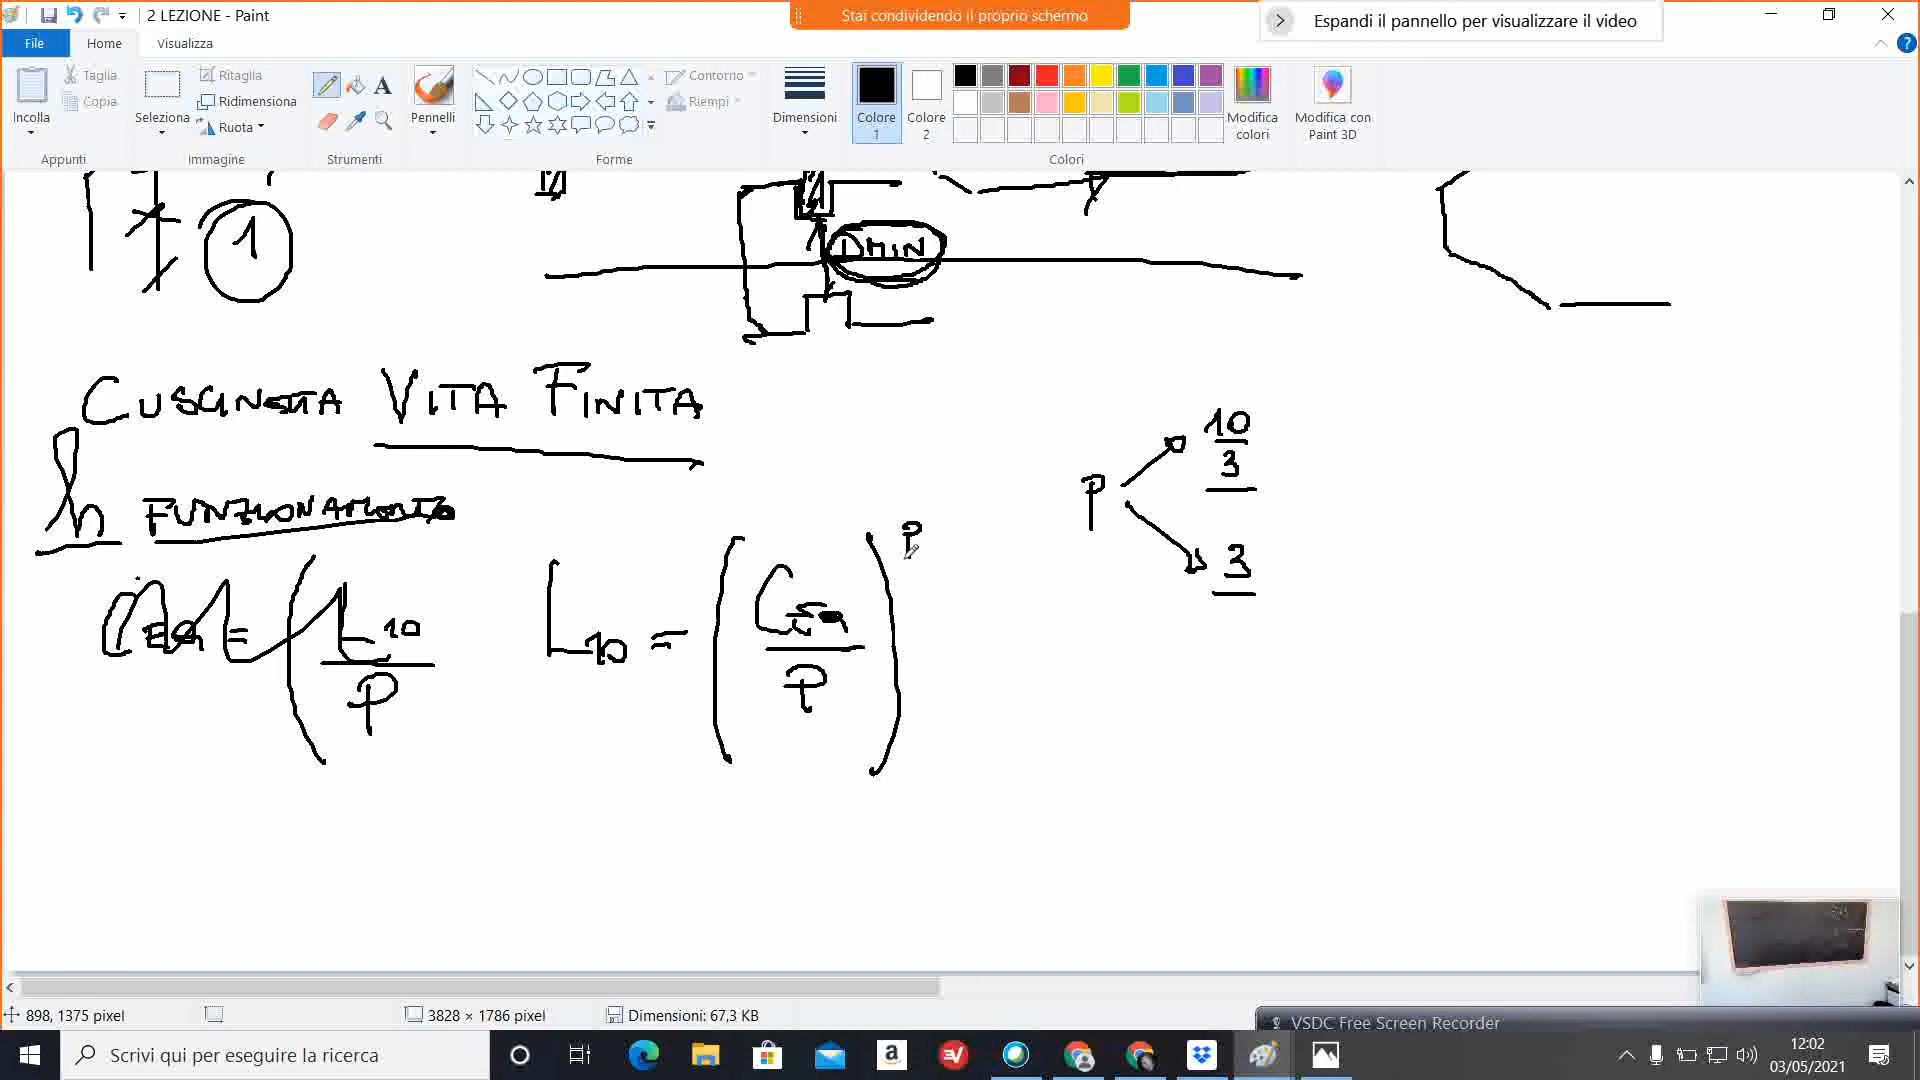 2 LEZIONE - Paint
Stai condividendo il proprio schermo
Espandi il pannello per visualizzare il video
File Home Visualizza
Incolla Taglia Copia Appunti
Seleziona Ritaglia Ridimensiona Ruota Immagine
A Strumenti
Pennelli
Contorno Riempi Forme
Dimensioni
Colore 1 Colore 2 Modifica colori Colori
Modifica con Paint 3D
1
D MIN
CUSCINETTA VITA FINITA
h FUNZIONAMENTO
L10 / P
L10 = ( / P ) P
P 10/3
3
898, 1375 pixel
3828 × 1786 pixel
Dimensioni: 67,3 KB
VSDC Free Screen Recorder
Scrivi qui per eseguire la ricerca
12:02
03/05/2021